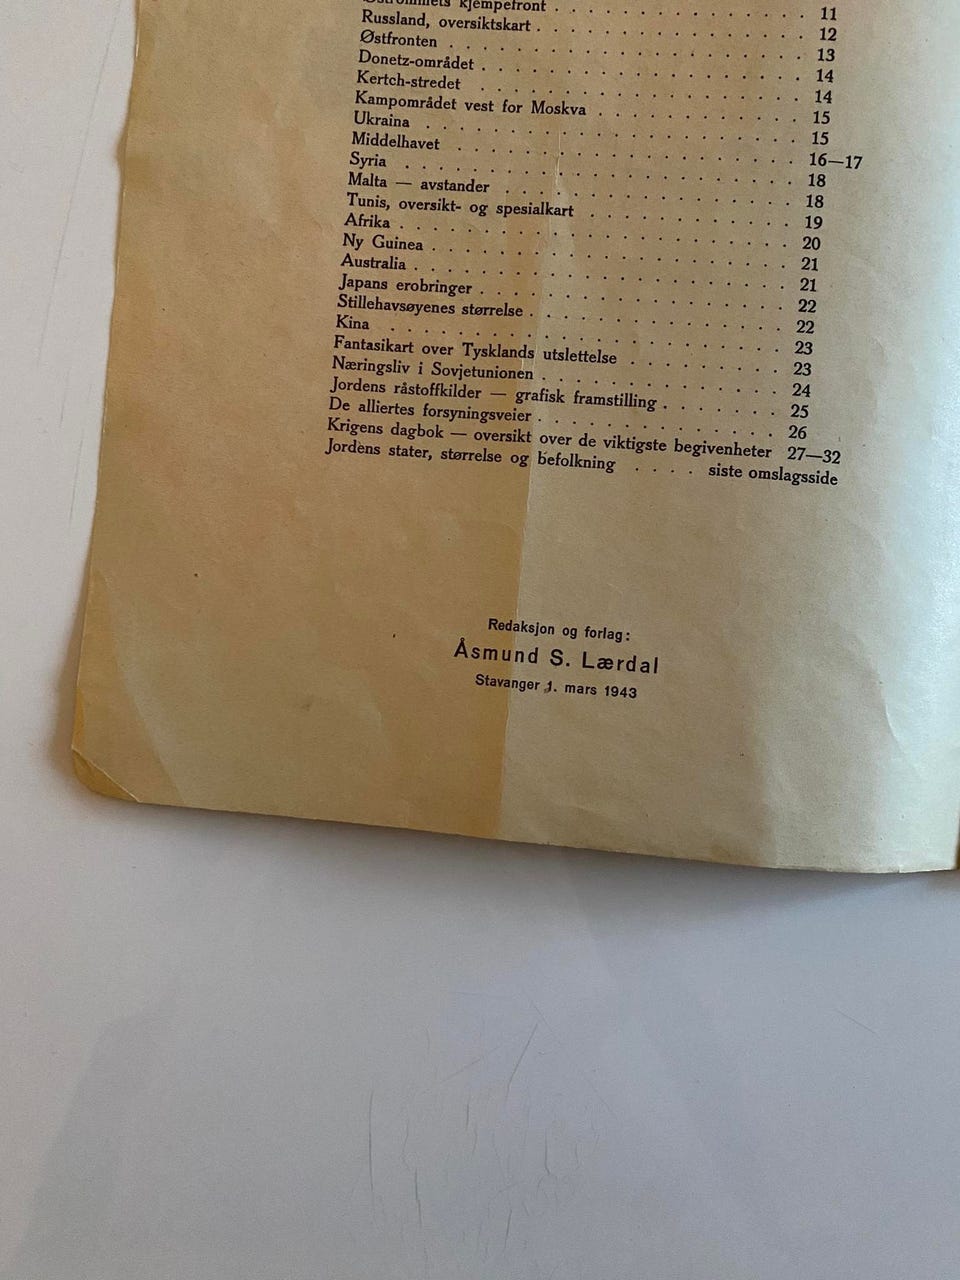 Østrommets kjempefront . . . . . . . . . . . 11
Russland, oversiktskart . . . . . . . . . . . . 12
Østfronten . . . . . . . . . . . . . . . . 13
Donetz-området . . . . . . . . . . . . . . 14
Kertch-stredet . . . . . . . . . . . . . . 14
Kampområdet vest for Moskva . . . . . . . . . 15
Ukraina . . . . . . . . . . . . . . . . . 15
Middelhavet . . . . . . . . . . . . . . . 16—17
Syria . . . . . . . . . . . . . . . . . . 18
Malta — avstander . . . . . . . . . . . . . 18
Tunis, oversikt- og spesialkart . . . . . . . . . 19
Afrika . . . . . . . . . . . . . . . . . . 20
Ny Guinea . . . . . . . . . . . . . . . . 21
Australia . . . . . . . . . . . . . . . . . 21
Japans erobringer . . . . . . . . . . . . . . 22
Stillehavsøyenes størrelse . . . . . . . . . . . . 22
Kina . . . . . . . . . . . . . . . . . . 23
Fantasikart over Tysklands utslettelse . . . . . . . 23
Næringsliv i Sovjetunionen . . . . . . . . . . . 24
Jordens råstoffkilder — grafisk framstilling . . . . . . 25
De alliertes forsyningsveier . . . . . . . . . . . 26
Krigens dagbok — oversikt over de viktigste begivenheter 27—32
Jordens stater, størrelse og befolkning . . . . siste omslagsside
Redaksjon og forlag:
Åsmund S. Lærdal
Stavanger 1. mars 1943